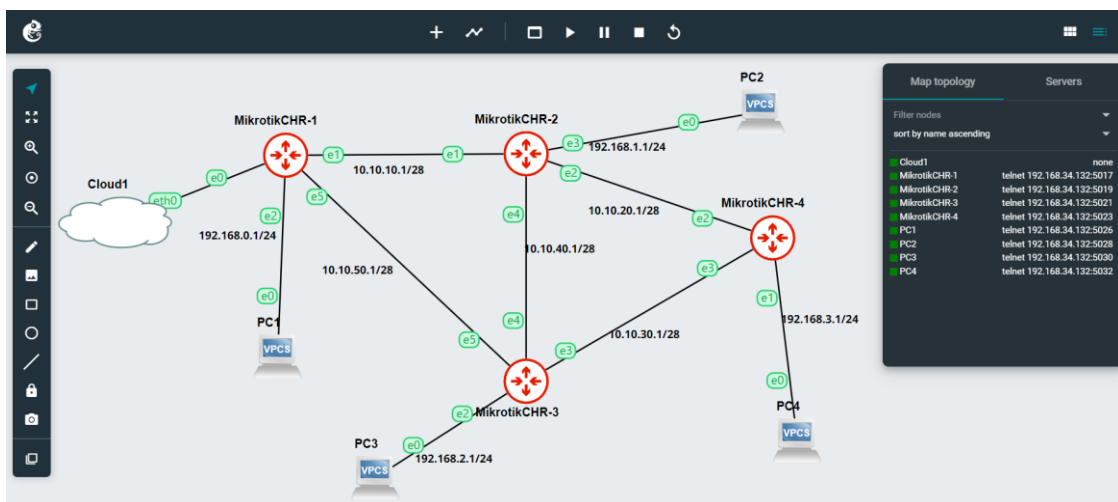 PC2
Map topology
Servers
MikrotikCHR-1
MikrotikCHR-2
VPCS
Filter nodes
e0
e3
192.168.1.1/24
sort by name ascending
e1
e1
10.10.10.1/28
Cloud1
e0
e2
Cloud1 none
eth0
e5
MikrotikCHR-1 telnet 192.168.34.132:5017
MikrotikCHR-2 telnet 192.168.34.132:5019
MikrotikCHR-4
MikrotikCHR-3 telnet 192.168.34.132:5021
e2
e4
10.10.20.1/28
e2
MikrotikCHR-4 telnet 192.168.34.132:5023
PC1 telnet 192.168.34.132:5026
192.168.0.1/24
PC2 telnet 192.168.34.132:5028
PC3 telnet 192.168.34.132:5030
PC4 telnet 192.168.34.132:5032
10.10.40.1/28
10.10.50.1/28
e3
e0
e1
PC1
192.168.3.1/24
e4
10.10.30.1/28
e5
VPCS
e3
e0
e2
MikrotikCHR-3
PC4
PC3
e0
VPCS
192.168.2.1/24
VPCS